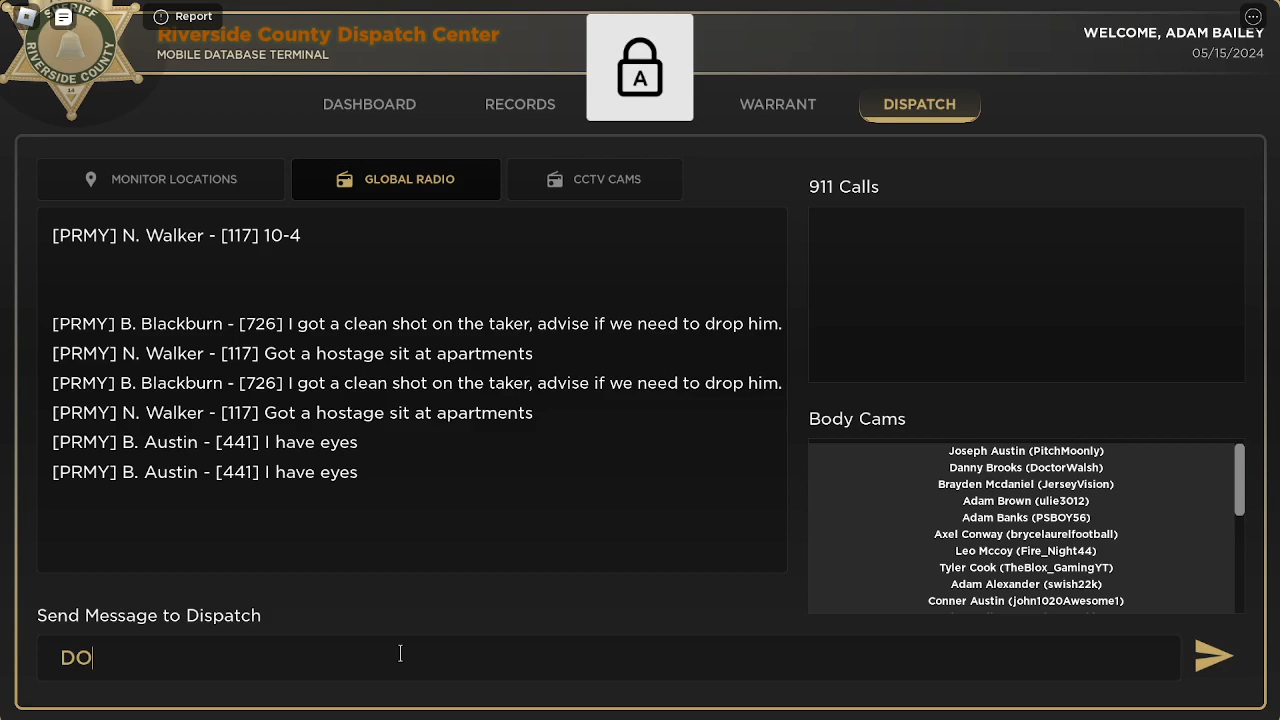 SHERIFF
RIVERSIDE COUNTY
Report
Riverside County Dispatch Center
MOBILE DATABASE TERMINAL
A
WELCOME, ADAM BAILEY
05/15/2024
DASHBOARD
RECORDS
WARRANT
DISPATCH
MONITOR LOCATIONS
GLOBAL RADIO
CCTV CAMS
[PRMY] N. Walker - [117] 10-4
[PRMY] B. Blackburn - [726] I got a clean shot on the taker, advise if we need to drop him.
[PRMY] N. Walker - [117] Got a hostage sit at apartments
[PRMY] B. Blackburn - [726] I got a clean shot on the taker, advise if we need to drop him.
[PRMY] N. Walker - [117] Got a hostage sit at apartments
[PRMY] B. Austin - [441] I have eyes
[PRMY] B. Austin - [441] I have eyes
911 Calls
Body Cams
Joseph Austin (PitchMoonly)
Danny Brooks (DoctorWalsh)
Brayden Mcdaniel (JerseyVision)
Adam Brown (ulie3012)
Adam Banks (PSBOY56)
Axel Conway (brycelaurelfootball)
Leo Mccoy (Fire_Night44)
Tyler Cook (TheBlox_GamingYT)
Adam Alexander (swish22k)
Conner Austin (john1020Awesome1)
Send Message to Dispatch
DO